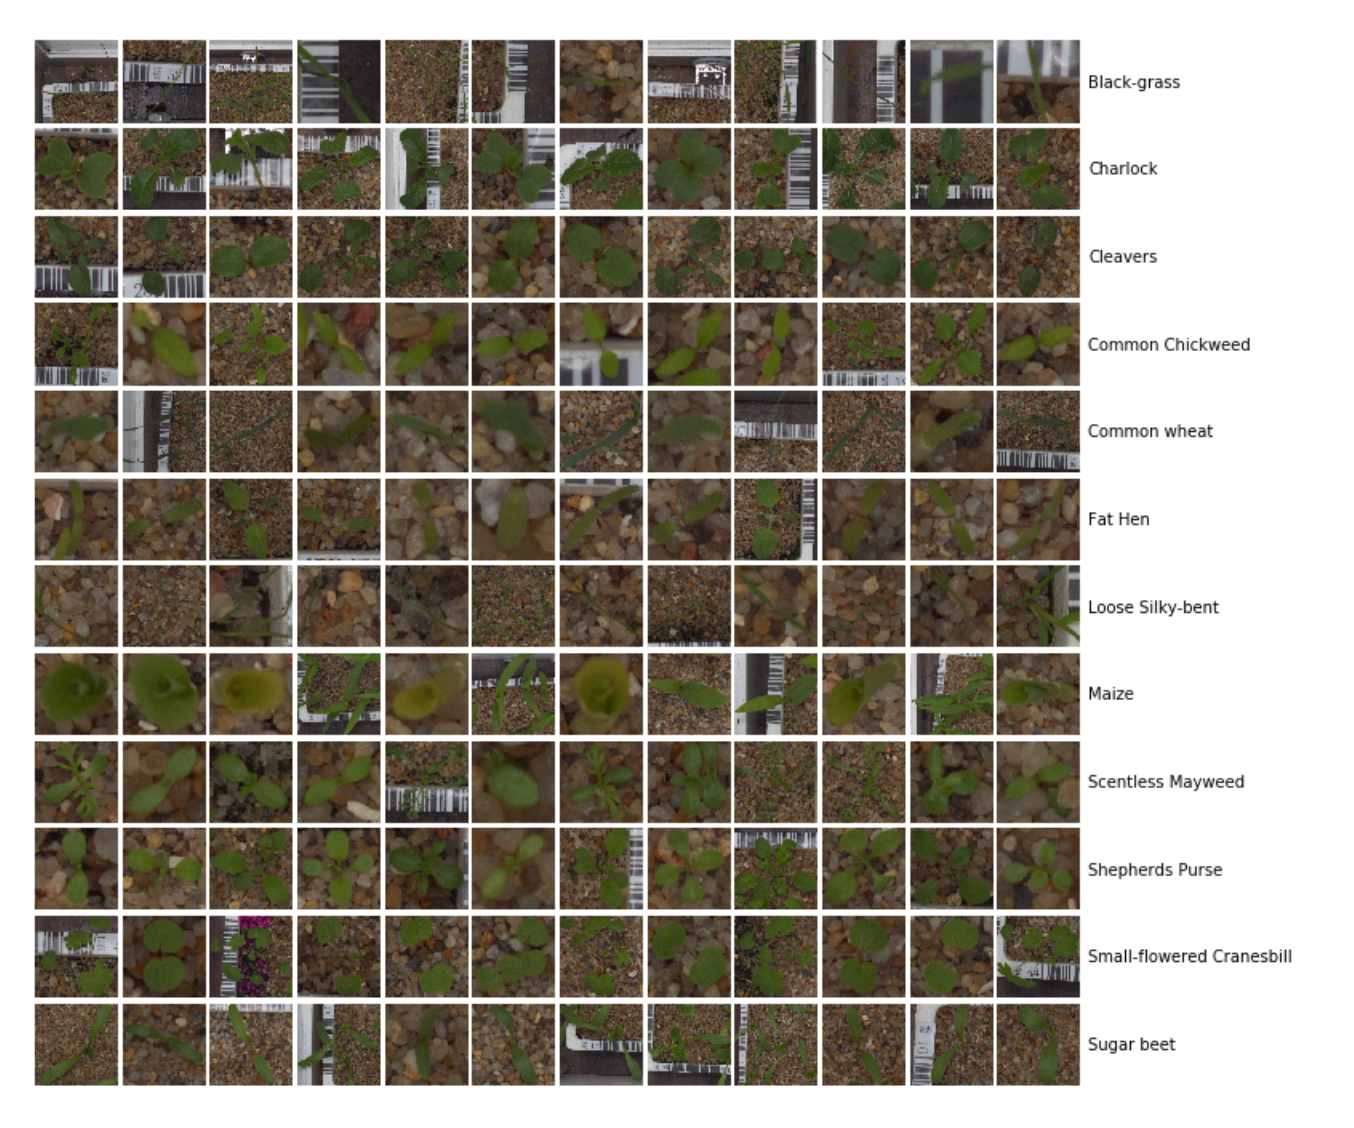 Black-grass
Charlock
Cleavers
Common Chickweed
Common wheat
Fat Hen
Loose Silky-bent
Maize
Scentless Mayweed
Shepherds Purse
Small-flowered Cranesbill
Sugar beet